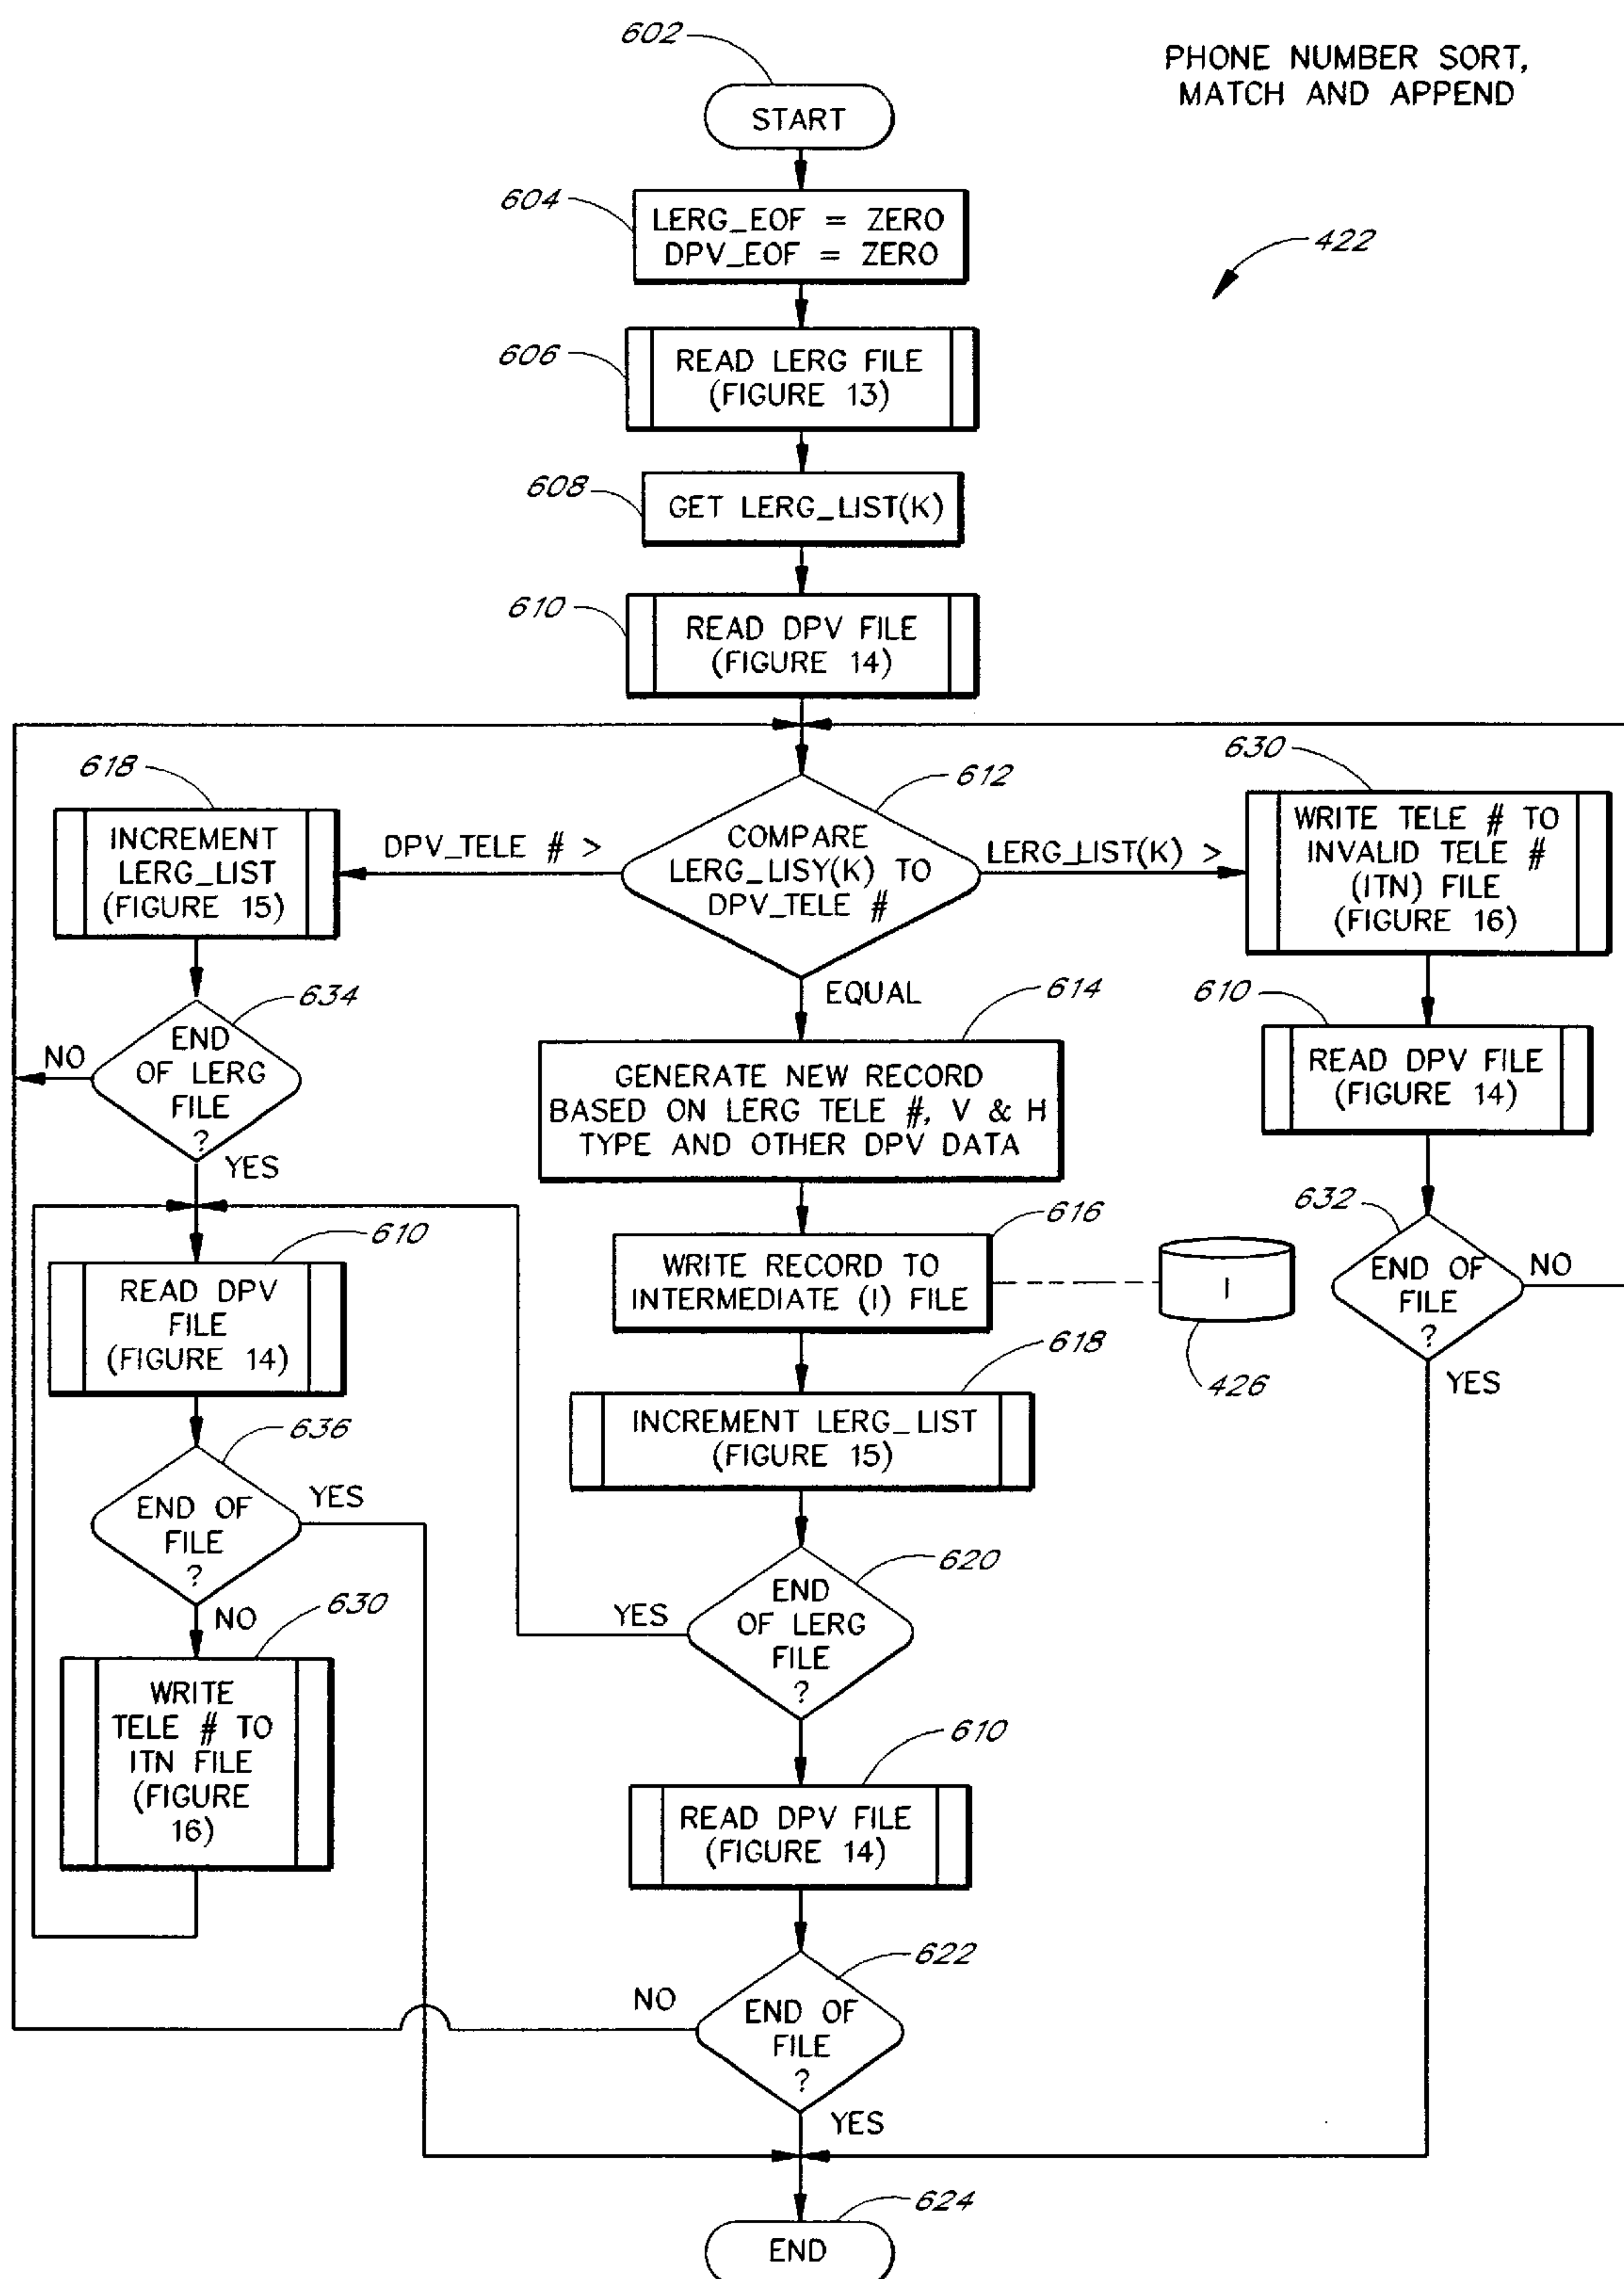 602
PHONE NUMBER SORT,
MATCH AND APPEND
START
604
LERG_EOF = ZERO
DPV_EOF = ZERO
422
606
READ LERG FILE
(FIGURE 13)
608
GET LERG_LIST(K)
610
READ DPV FILE
(FIGURE 14)
618
INCREMENT
LERG_LIST
(FIGURE 15)
DPV_TELE # >
612
COMPARE
LERG_LISY(K) TO
DPV_TELE #
LERG_LIST(K) >
630
WRITE TELE # TO
INVALID TELE #
(ITN) FILE
(FIGURE 16)
EQUAL
634
END
OF LERG
FILE
?
NO
YES
614
GENERATE NEW RECORD
BASED ON LERG TELE #, V & H
TYPE AND OTHER DPV DATA
610
READ DPV FILE
(FIGURE 14)
610
READ DPV
FILE
(FIGURE 14)
616
WRITE RECORD TO
INTERMEDIATE (I) FILE
I
426
632
END OF
FILE
?
NO
YES
618
INCREMENT LERG_LIST
(FIGURE 15)
636
END OF
FILE
?
YES
NO
620
END
OF LERG
FILE
?
YES
630
WRITE
TELE # TO
ITN FILE
(FIGURE
16)
610
READ DPV FILE
(FIGURE 14)
622
END OF
FILE
?
NO
YES
624
END